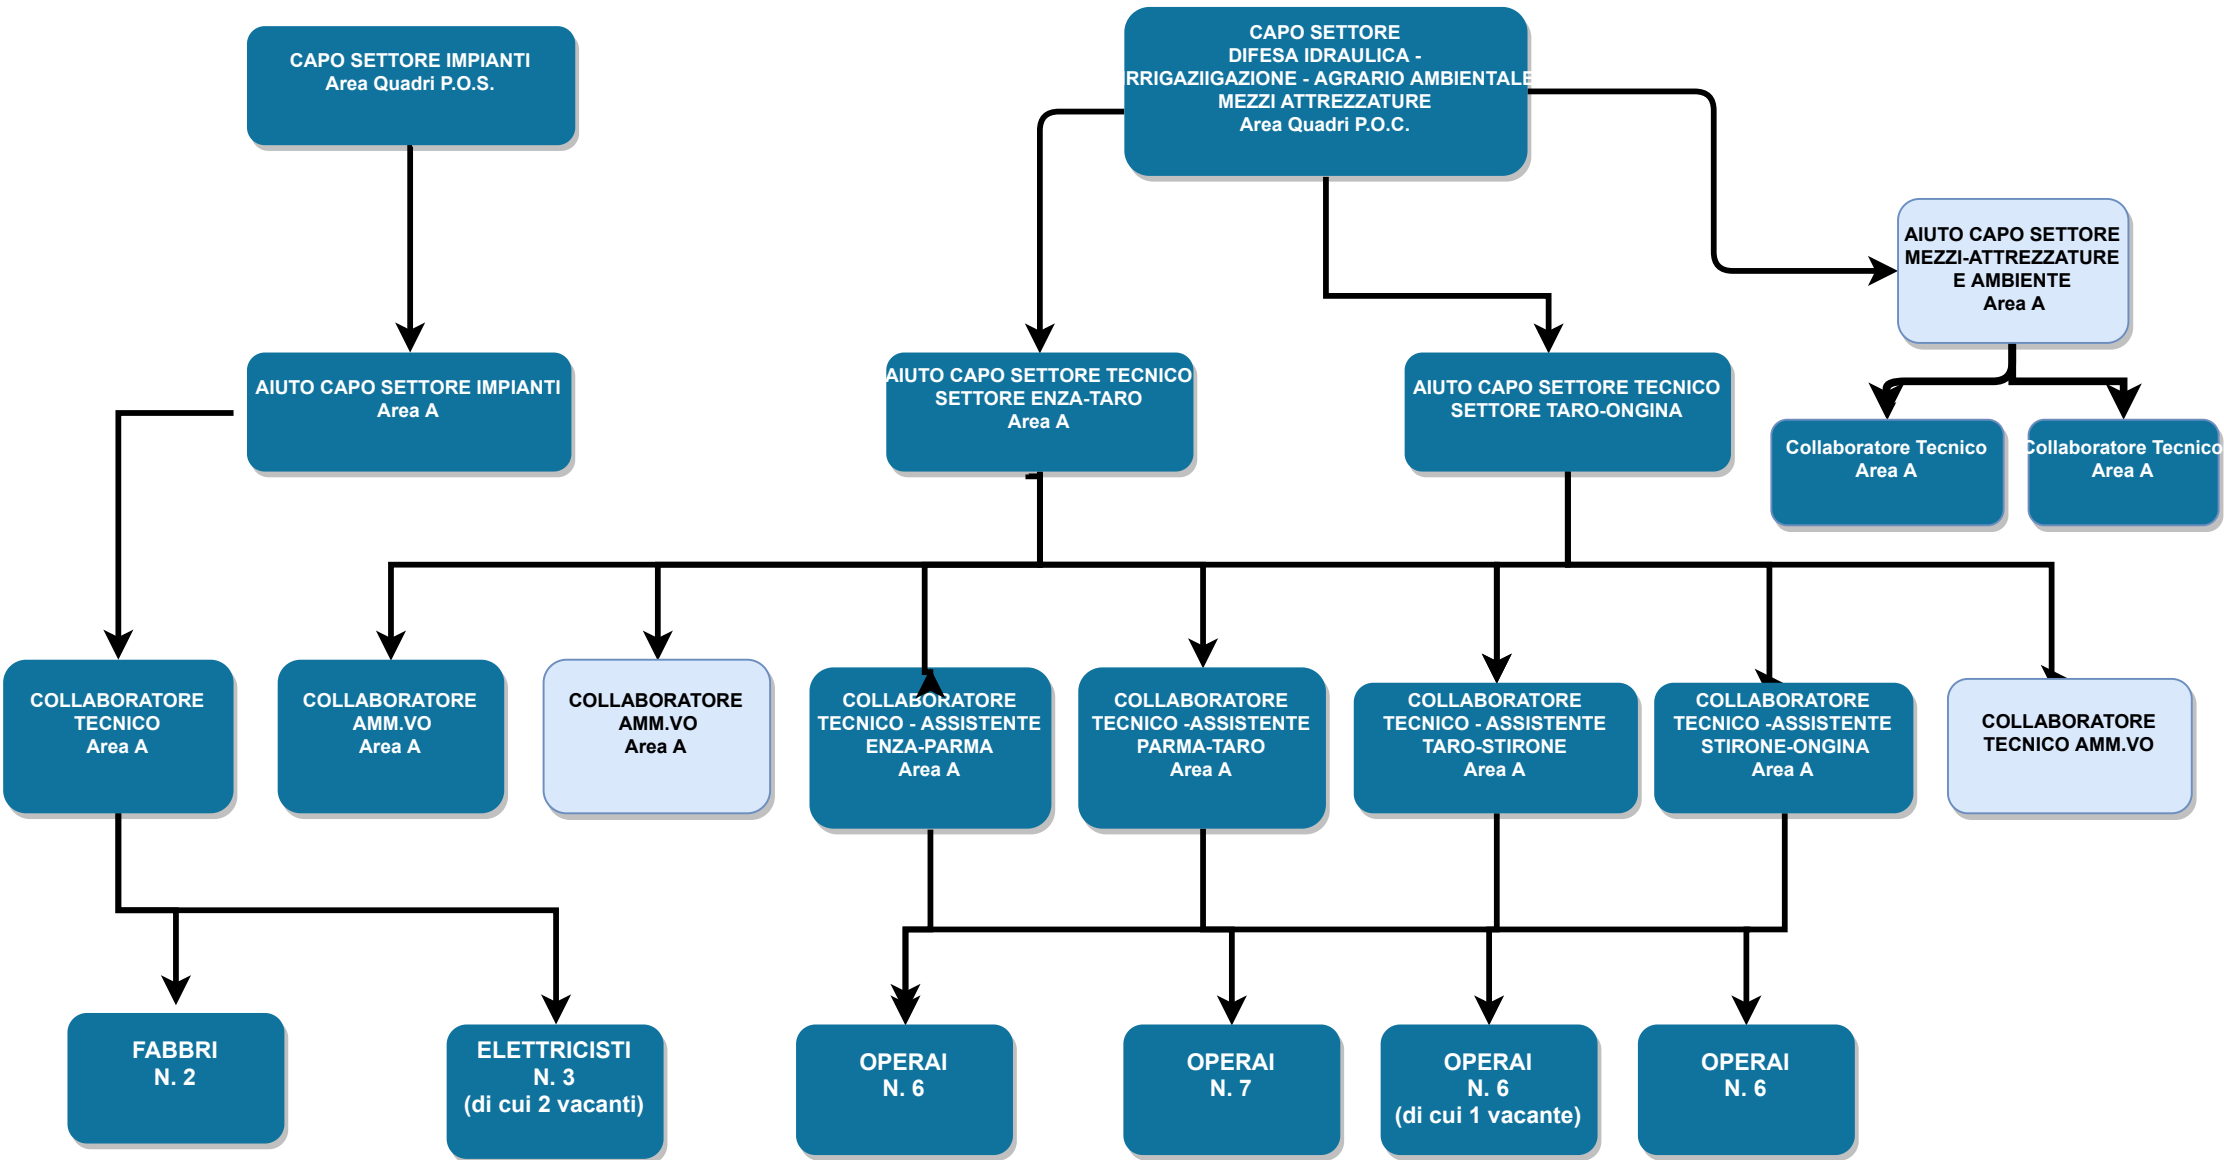 CAPO SETTORE IMPIANTI
Area Quadri P.O.S.
CAPO SETTORE
DIFESA IDRAULICA -
IRRIGAZIIGAZIONE - AGRARIO AMBIENTALE
MEZZI ATTREZZATURE
Area Quadri P.O.C.
AIUTO CAPO SETTORE
MEZZI-ATTREZZATURE
E AMBIENTE
Area A
AIUTO CAPO SETTORE IMPIANTI
Area A
AIUTO CAPO SETTORE TECNICO
SETTORE ENZA-TARO
Area A
AIUTO CAPO SETTORE TECNICO
SETTORE TARO-ONGINA
Collaboratore Tecnico
Area A
Collaboratore Tecnico
Area A
COLLABORATORE
TECNICO
Area A
COLLABORATORE
AMM.VO
Area A
COLLABORATORE
AMM.VO
Area A
COLLABORATORE
TECNICO - ASSISTENTE
ENZA-PARMA
Area A
COLLABORATORE
TECNICO -ASSISTENTE
PARMA-TARO
Area A
COLLABORATORE
TECNICO - ASSISTENTE
TARO-STIRONE
Area A
COLLABORATORE
TECNICO -ASSISTENTE
STIRONE-ONGINA
Area A
COLLABORATORE
TECNICO AMM.VO
FABBRI
N. 2
ELETTRICISTI
N. 3
(di cui 2 vacanti)
OPERAI
N. 6
OPERAI
N. 7
OPERAI
N. 6
(di cui 1 vacante)
OPERAI
N. 6